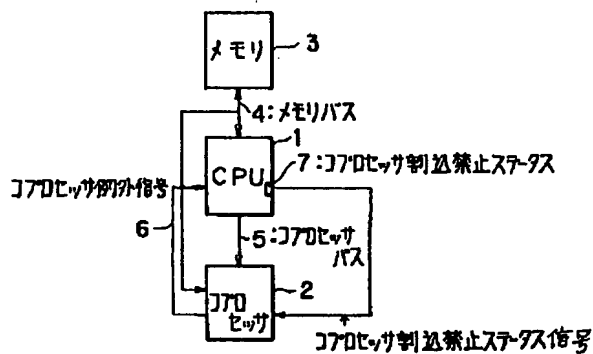 メモリ
3
4:メモリバス
1
CPU
7:コプロセッサ割込禁止ステータス
コプロセッサ例外信号
6
5:コプロセッサ
バス
コプロ
セッサ
2
コプロセッサ割込禁止ステータス信号